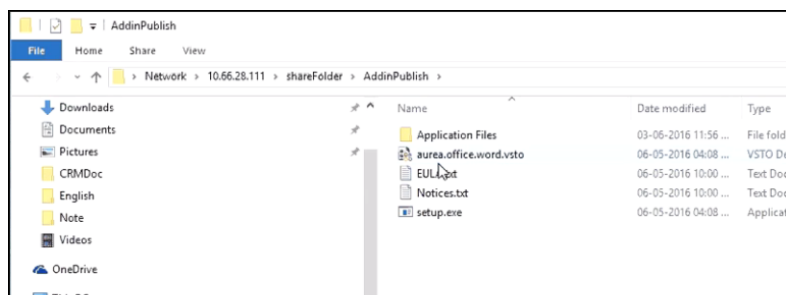 AddinPublish
File Home Share View
Network > 10.66.28.111 > shareFolder > AddinPublish >
Downloads
Documents
Pictures
CRMDoc
English
Note
Videos
OneDrive
Name Date modified Type
Application Files 03-06-2016 11:56 ... File fold
aurea.office.word.vsto 06-05-2016 04:08 ... VSTO De
EULA.txt 06-05-2016 10:00 ... Text Doc
Notices.txt 06-05-2016 10:00 ... Text Doc
setup.exe 06-05-2016 04:08 ... Applicat